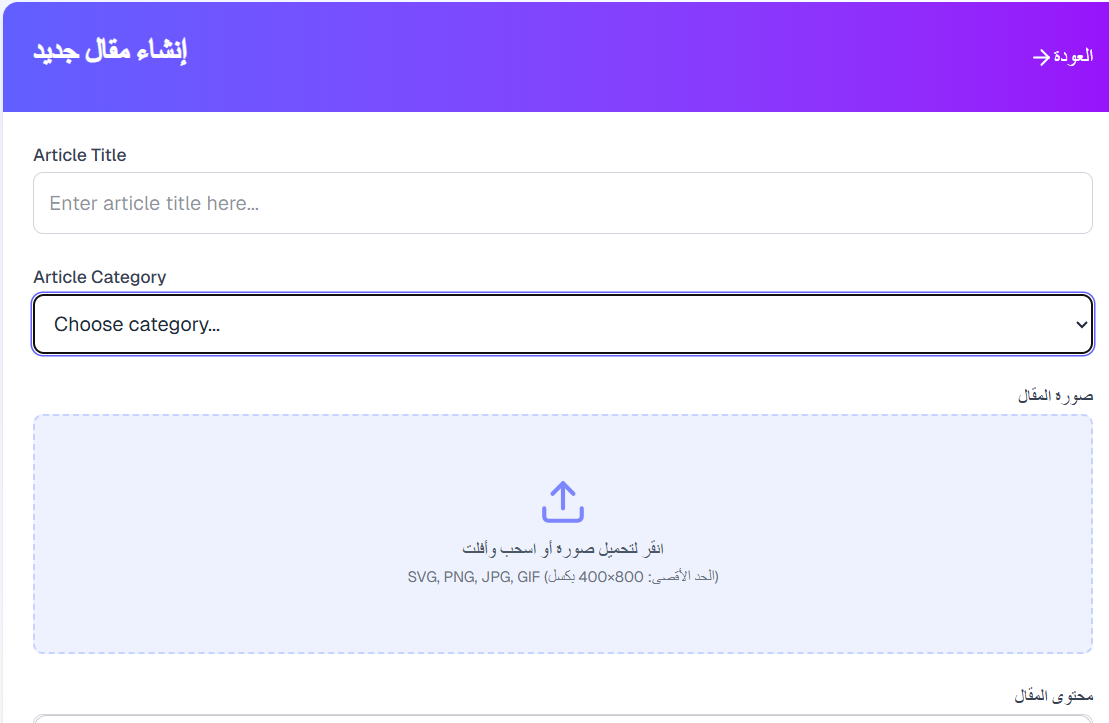 إنشاء مقال جديد
العودة
Article Title
Enter article title here...
Article Category
Choose category...
صورة المقال
انقر لتحميل صورة أو اسحب وأفلت
SVG, PNG, JPG, GIF (الحد الأقصى: 800×400 بكسل)
محتوى المقال